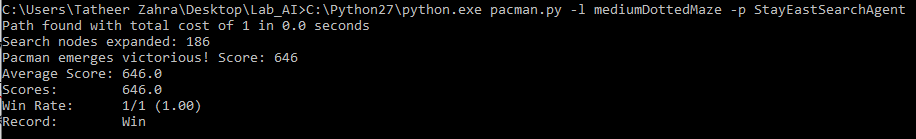 C:\Users\Tatheer Zahra\Desktop\Lab_AI>C:\Python27\python.exe pacman.py -l mediumDottedMaze -p StayEastSearchAgent
Path found with total cost of 1 in 0.0 seconds
Search nodes expanded: 186
Pacman emerges victorious! Score: 646
Average Score: 646.0
Scores:        646.0
Win Rate:      1/1 (1.00)
Record:        Win